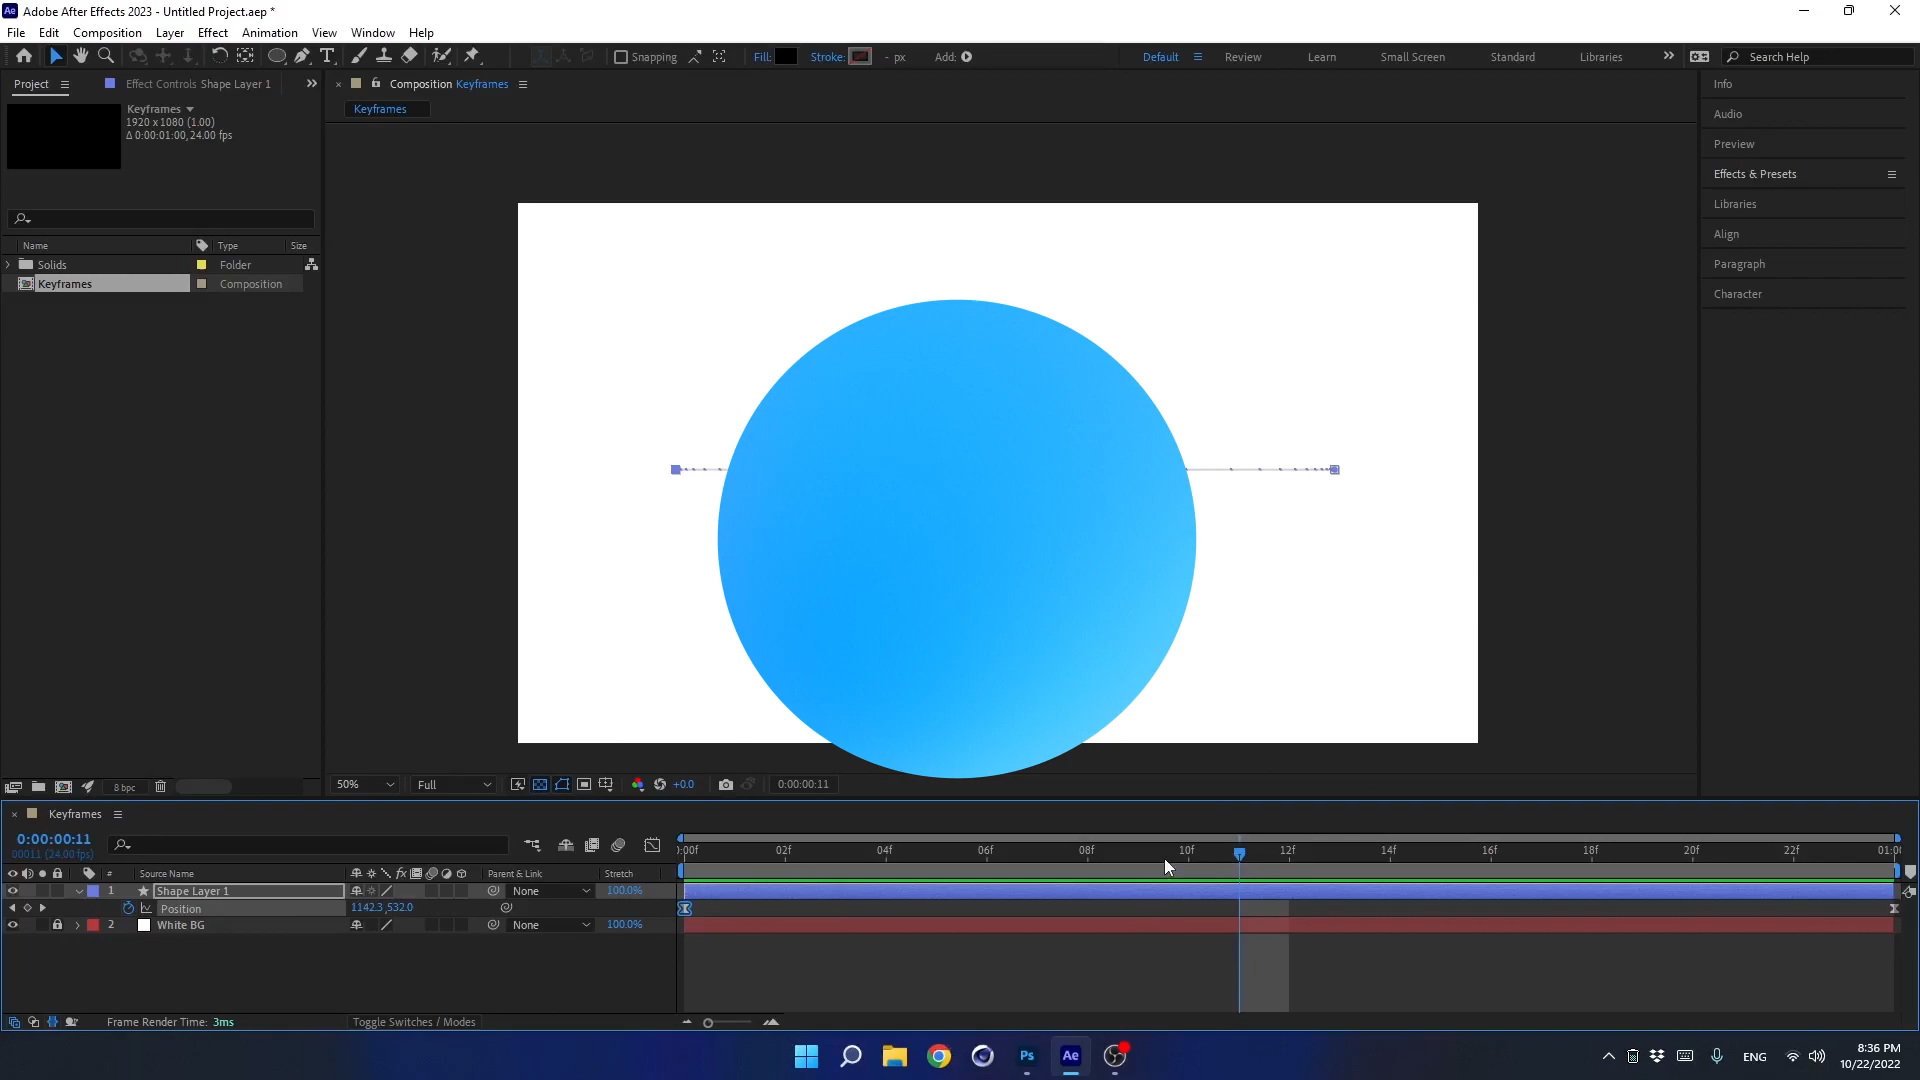 Adobe After Effects 2023 - Untitled Project.aep *
File Edit Composition Layer Effect Animation View Window Help
Snapping Fill: Stroke: - px Add: Default Review Learn Small Screen Standard Libraries Search Help
Project Effect Controls Shape Layer 1
Composition Keyframes
Keyframes
Keyframes
1920 x 1080 (1.00)
Δ 0:00:01:00, 24.00 fps
Name Type Size
Solids Folder
Keyframes Composition
Info
Audio
Preview
Effects & Presets
Libraries
Align
Paragraph
Character
8 bpc
50% Full +0.0 0:00:00:11
Keyframes
0:00:00:11
00011 (24.00 fps)
:00f 02f 04f 06f 08f 10f 12f 14f 16f 18f 20f 22f 01:00
# Source Name fx Parent & Link Stretch
1 Shape Layer 1 None 100.0%
Position 1142.3,532.0
2 White BG None 100.0%
Frame Render Time: 3ms Toggle Switches / Modes
Ps Ae ENG
8:36 PM
10/22/2022